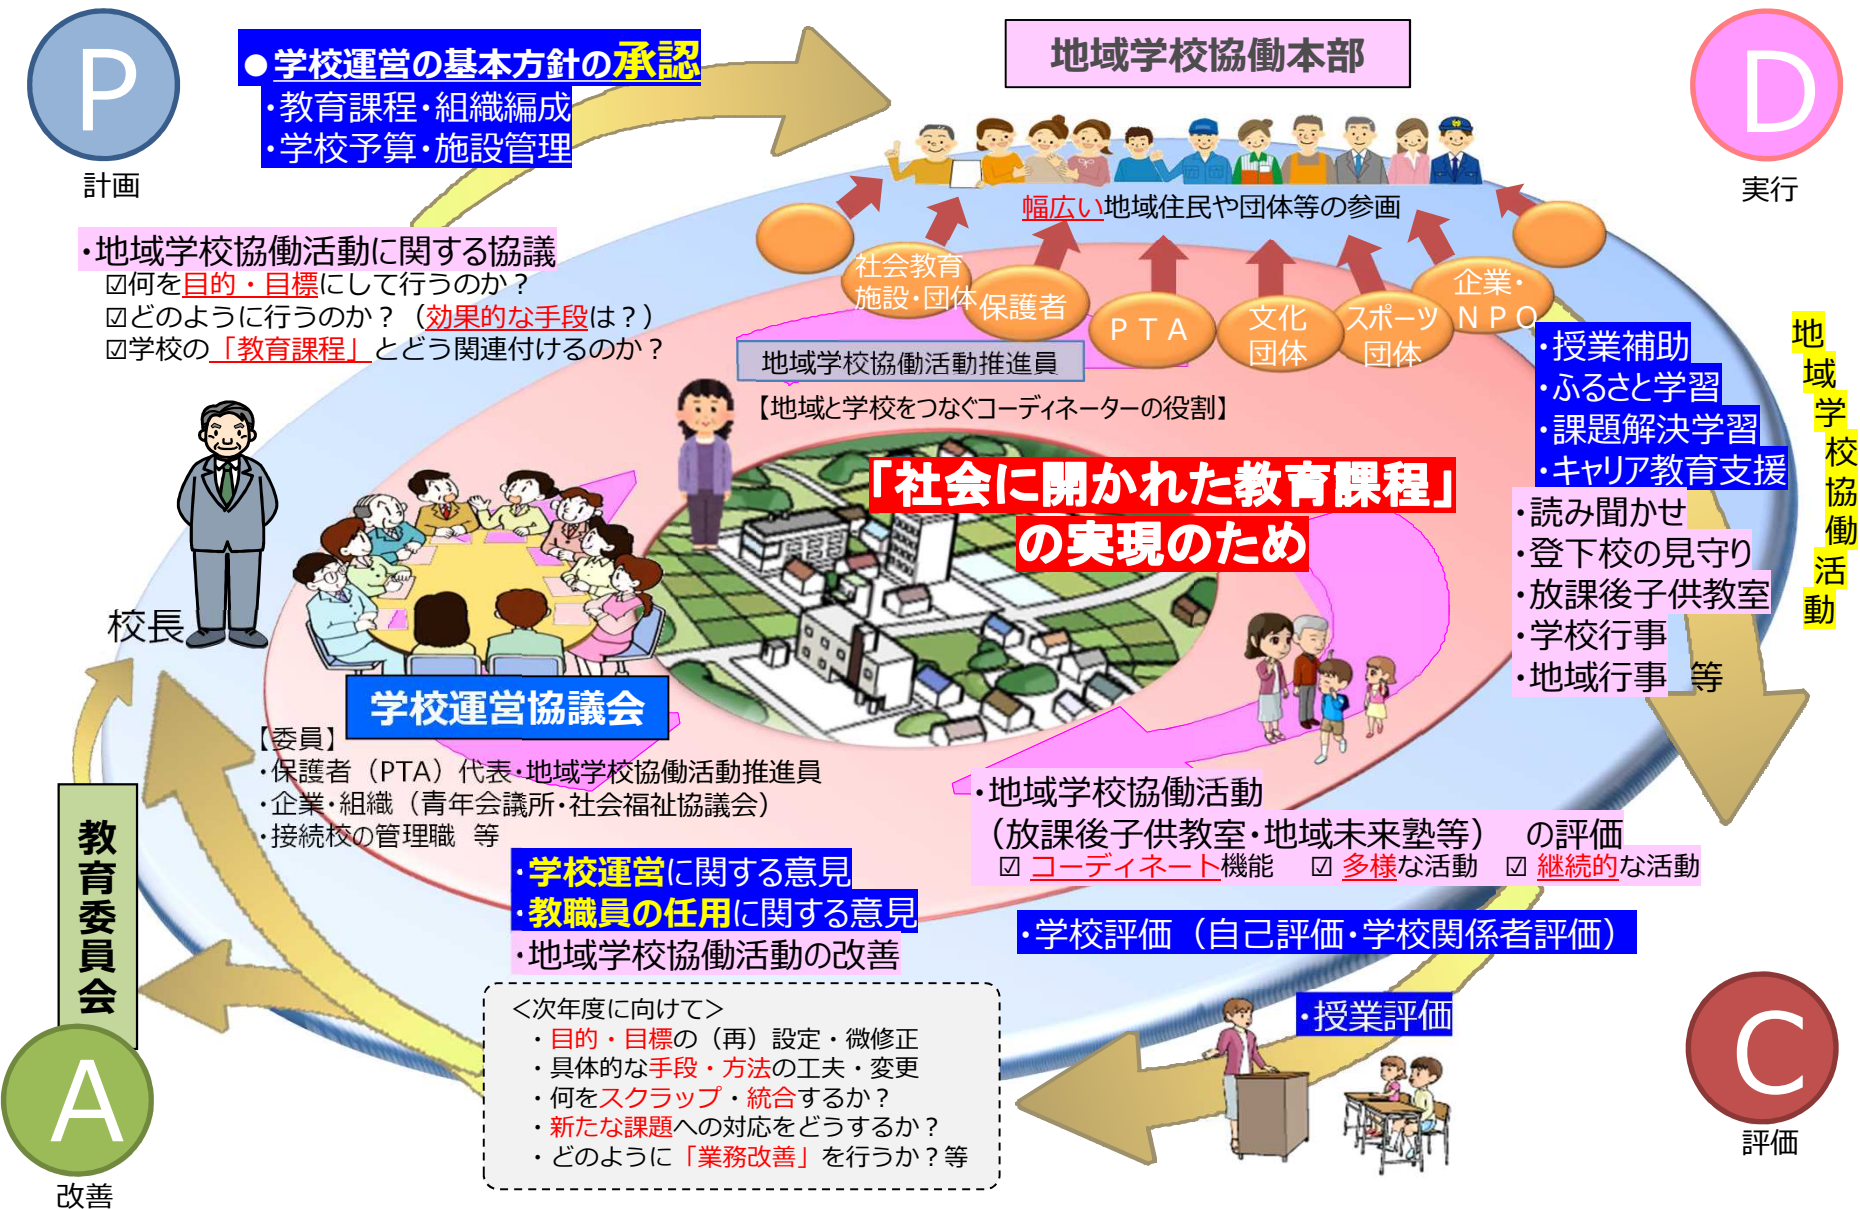 P
計画
●学校運営の基本方針の承認
・教育課程・組織編成
・学校予算・施設管理
・地域学校協働活動に関する協議
☑何を目的・目標にして行うのか？
☑どのように行うのか？（効果的な手段は？）
☑学校の「教育課程」とどう関連付けるのか？
地域学校協働本部
D
実行
幅広い地域住民や団体等の参画
社会教育
施設・団体
保護者
ＰＴＡ
文化
団体
スポーツ
団体
企業・
ＮＰＯ
地域学校協働活動推進員
【地域と学校をつなぐコーディネーターの役割】
「社会に開かれた教育課程」
の実現のため
・授業補助
・ふるさと学習
・課題解決学習
・キャリア教育支援
・読み聞かせ
・登下校の見守り
・放課後子供教室
・学校行事
・地域行事　等
地域学校協働活動
校長
学校運営協議会
【委員】
・保護者（PTA）代表・地域学校協働活動推進員
・企業・組織（青年会議所・社会福祉協議会）
・接続校の管理職　等
・地域学校協働活動
（放課後子供教室・地域未来塾等）　の評価
☑ コーディネート機能　☑ 多様な活動　☑ 継続的な活動
・学校評価（自己評価・学校関係者評価）
・授業評価
C
評価
・学校運営に関する意見
・教職員の任用に関する意見
・地域学校協働活動の改善
＜次年度に向けて＞
・目的・目標の（再）設定・微修正
・具体的な手段・方法の工夫・変更
・何をスクラップ・統合するか？
・新たな課題への対応をどうするか？
・どのように「業務改善」を行うか？等
教育委員会
A
改善